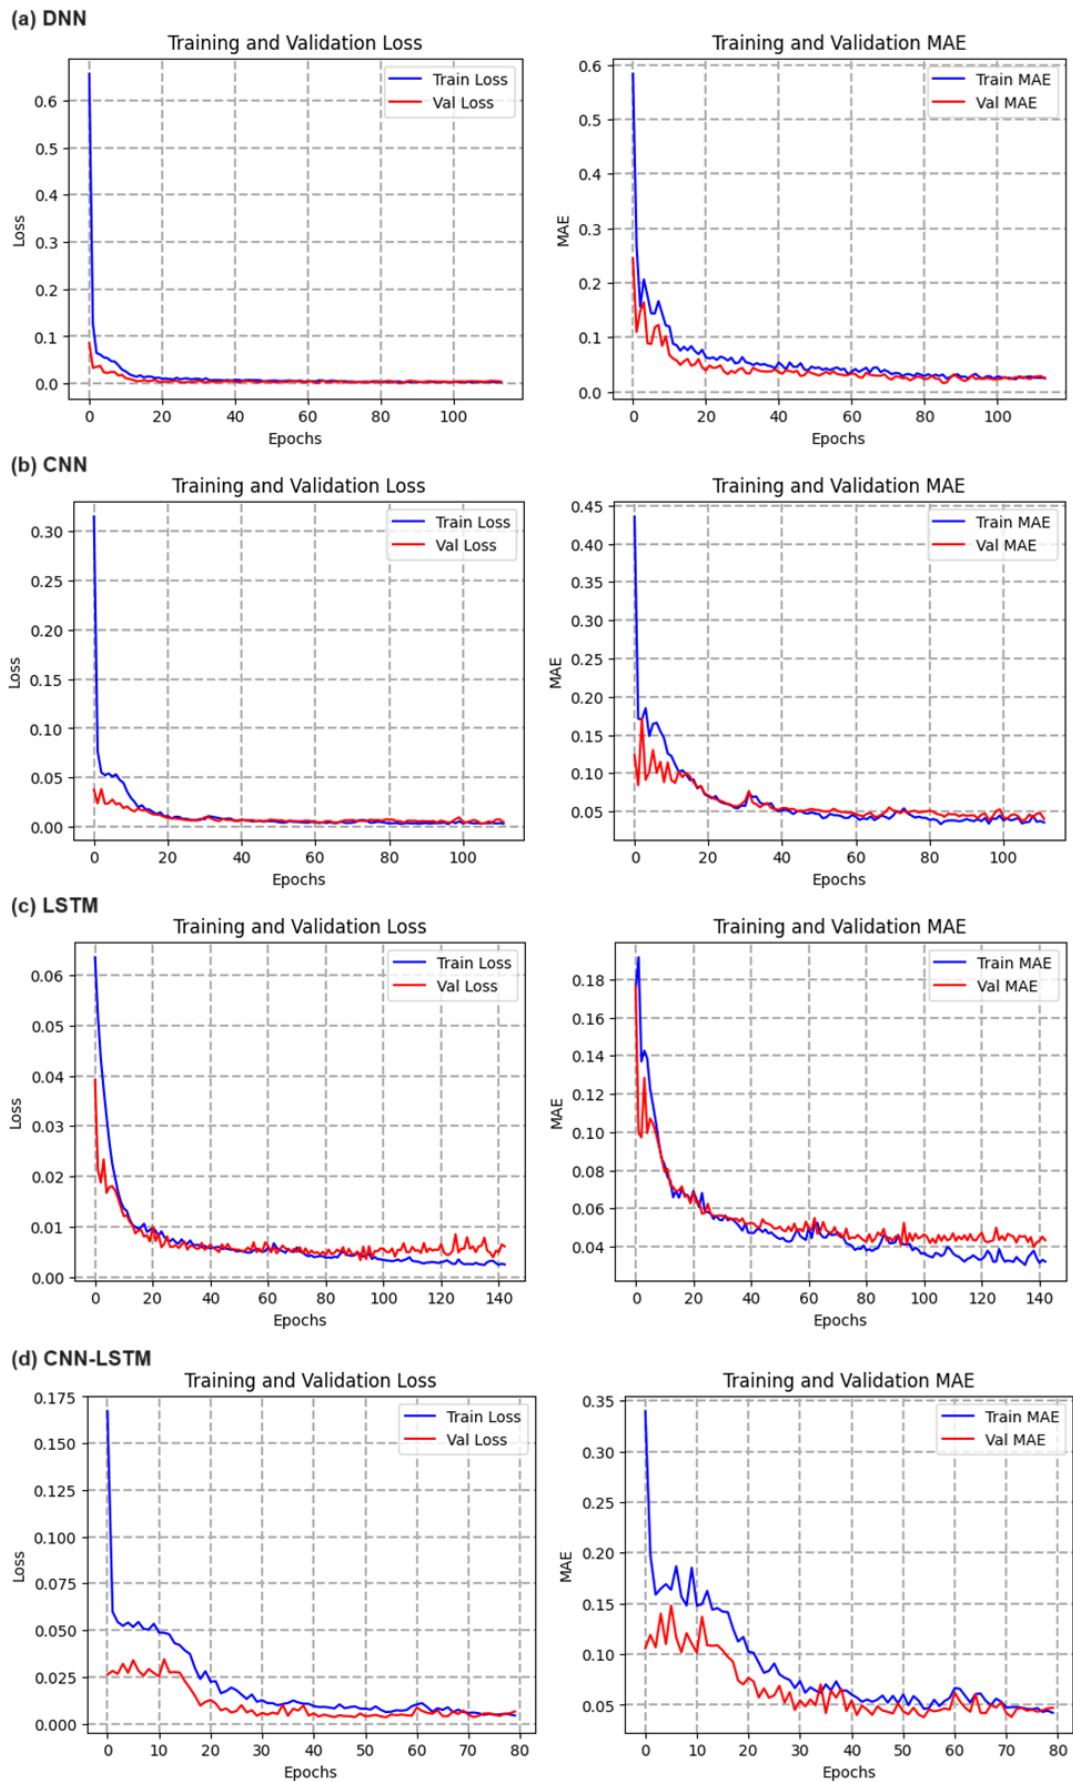 (a) DNN
Training and Validation Loss
Train Loss
Val Loss
0.6
0.5
0.4
0.3
0.2
0.1
0.0
Loss
0 20 40 60 80 100
Epochs
Training and Validation MAE
Train MAE
Val MAE
0.6
0.5
0.4
0.3
0.2
0.1
0.0
MAE
0 20 40 60 80 100
Epochs
(b) CNN
Training and Validation Loss
Train Loss
Val Loss
0.30
0.25
0.20
0.15
0.10
0.05
0.00
Loss
0 20 40 60 80 100
Epochs
Training and Validation MAE
Train MAE
Val MAE
0.45
0.40
0.35
0.30
0.25
0.20
0.15
0.10
0.05
MAE
0 20 40 60 80 100
Epochs
(c) LSTM
Training and Validation Loss
Train Loss
Val Loss
0.06
0.05
0.04
0.03
0.02
0.01
0.00
Loss
0 20 40 60 80 100 120 140
Epochs
Training and Validation MAE
Train MAE
Val MAE
0.18
0.16
0.14
0.12
0.10
0.08
0.06
0.04
MAE
0 20 40 60 80 100 120 140
Epochs
(d) CNN-LSTM
Training and Validation Loss
Train Loss
Val Loss
0.175
0.150
0.125
0.100
0.075
0.050
0.025
0.000
Loss
0 10 20 30 40 50 60 70 80
Epochs
Training and Validation MAE
Train MAE
Val MAE
0.35
0.30
0.25
0.20
0.15
0.10
0.05
MAE
0 10 20 30 40 50 60 70 80
Epochs